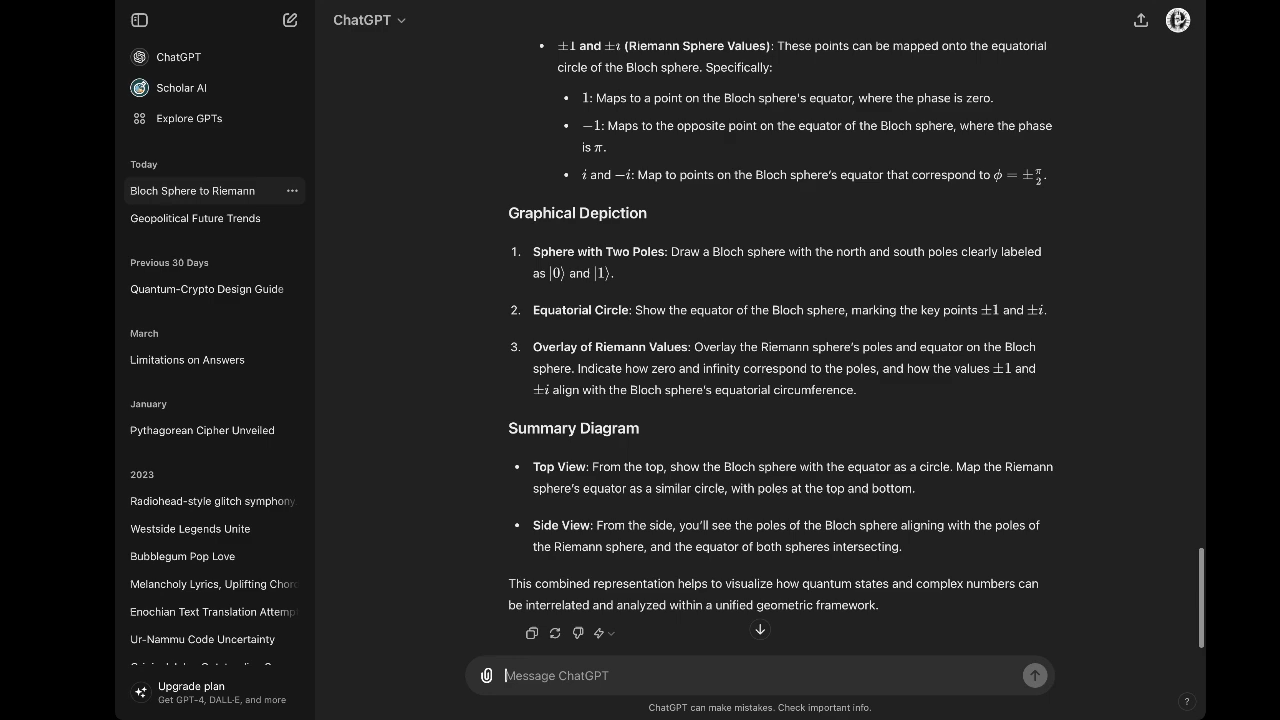 ChatGPT
Scholar AI
Explore GPTs
Today
Bloch Sphere to Riemann
Geopolitical Future Trends
Previous 30 Days
Quantum-Crypto Design Guide
March
Limitations on Answers
January
Pythagorean Cipher Unveiled
2023
Radiohead-style glitch symphony.
Westside Legends Unite
Bubblegum Pop Love
Melancholy Lyrics, Uplifting Chor
Enochian Text Translation Attemp
Ur-Nammu Code Uncertainty
Upgrade plan
Get GPT-4, DALL·E, and more
ChatGPT
• ±1 and ±i (Riemann Sphere Values): These points can be mapped onto the equatorial
circle of the Bloch sphere. Specifically:
• 1: Maps to a point on the Bloch sphere's equator, where the phase is zero.
• −1: Maps to the opposite point on the equator of the Bloch sphere, where the phase
is π.
• i and −i: Map to points on the Bloch sphere's equator that correspond to ϕ = ±π/2.
Graphical Depiction
1. Sphere with Two Poles: Draw a Bloch sphere with the north and south poles clearly labeled
as |0⟩ and |1⟩.
2. Equatorial Circle: Show the equator of the Bloch sphere, marking the key points ±1 and ±i.
3. Overlay of Riemann Values: Overlay the Riemann sphere's poles and equator on the Bloch
sphere. Indicate how zero and infinity correspond to the poles, and how the values ±1 and
±i align with the Bloch sphere's equatorial circumference.
Summary Diagram
• Top View: From the top, show the Bloch sphere with the equator as a circle. Map the Riemann
sphere's equator as a similar circle, with poles at the top and bottom.
• Side View: From the side, you'll see the poles of the Bloch sphere aligning with the poles of
the Riemann sphere, and the equator of both spheres intersecting.
This combined representation helps to visualize how quantum states and complex numbers can
be interrelated and analyzed within a unified geometric framework.
Message ChatGPT
ChatGPT can make mistakes. Check important info.
?